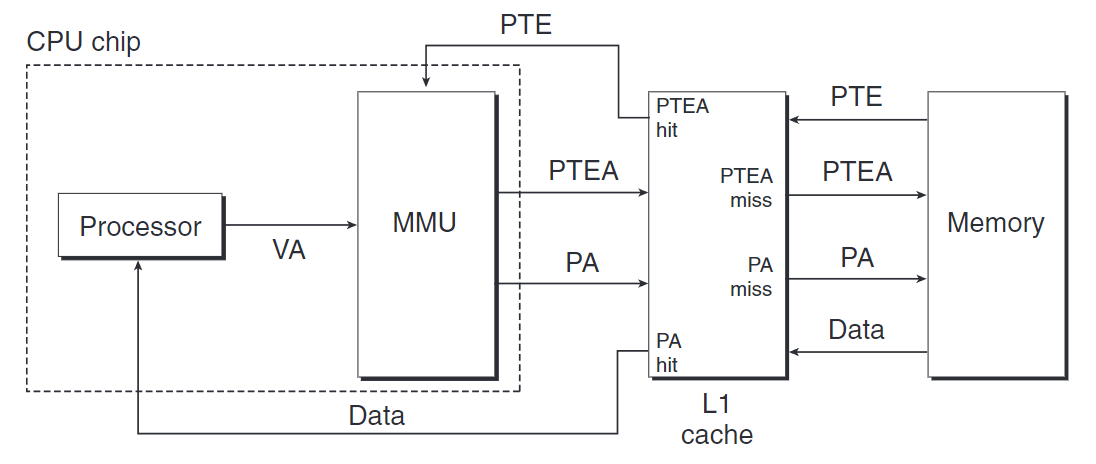 PTE
CPU chip
PTEA
hit
PTE
PTEA
PTEA
miss
PTEA
Processor
VA
MMU
Memory
PA
PA
miss
PA
PA
hit
Data
Data
L1
cache